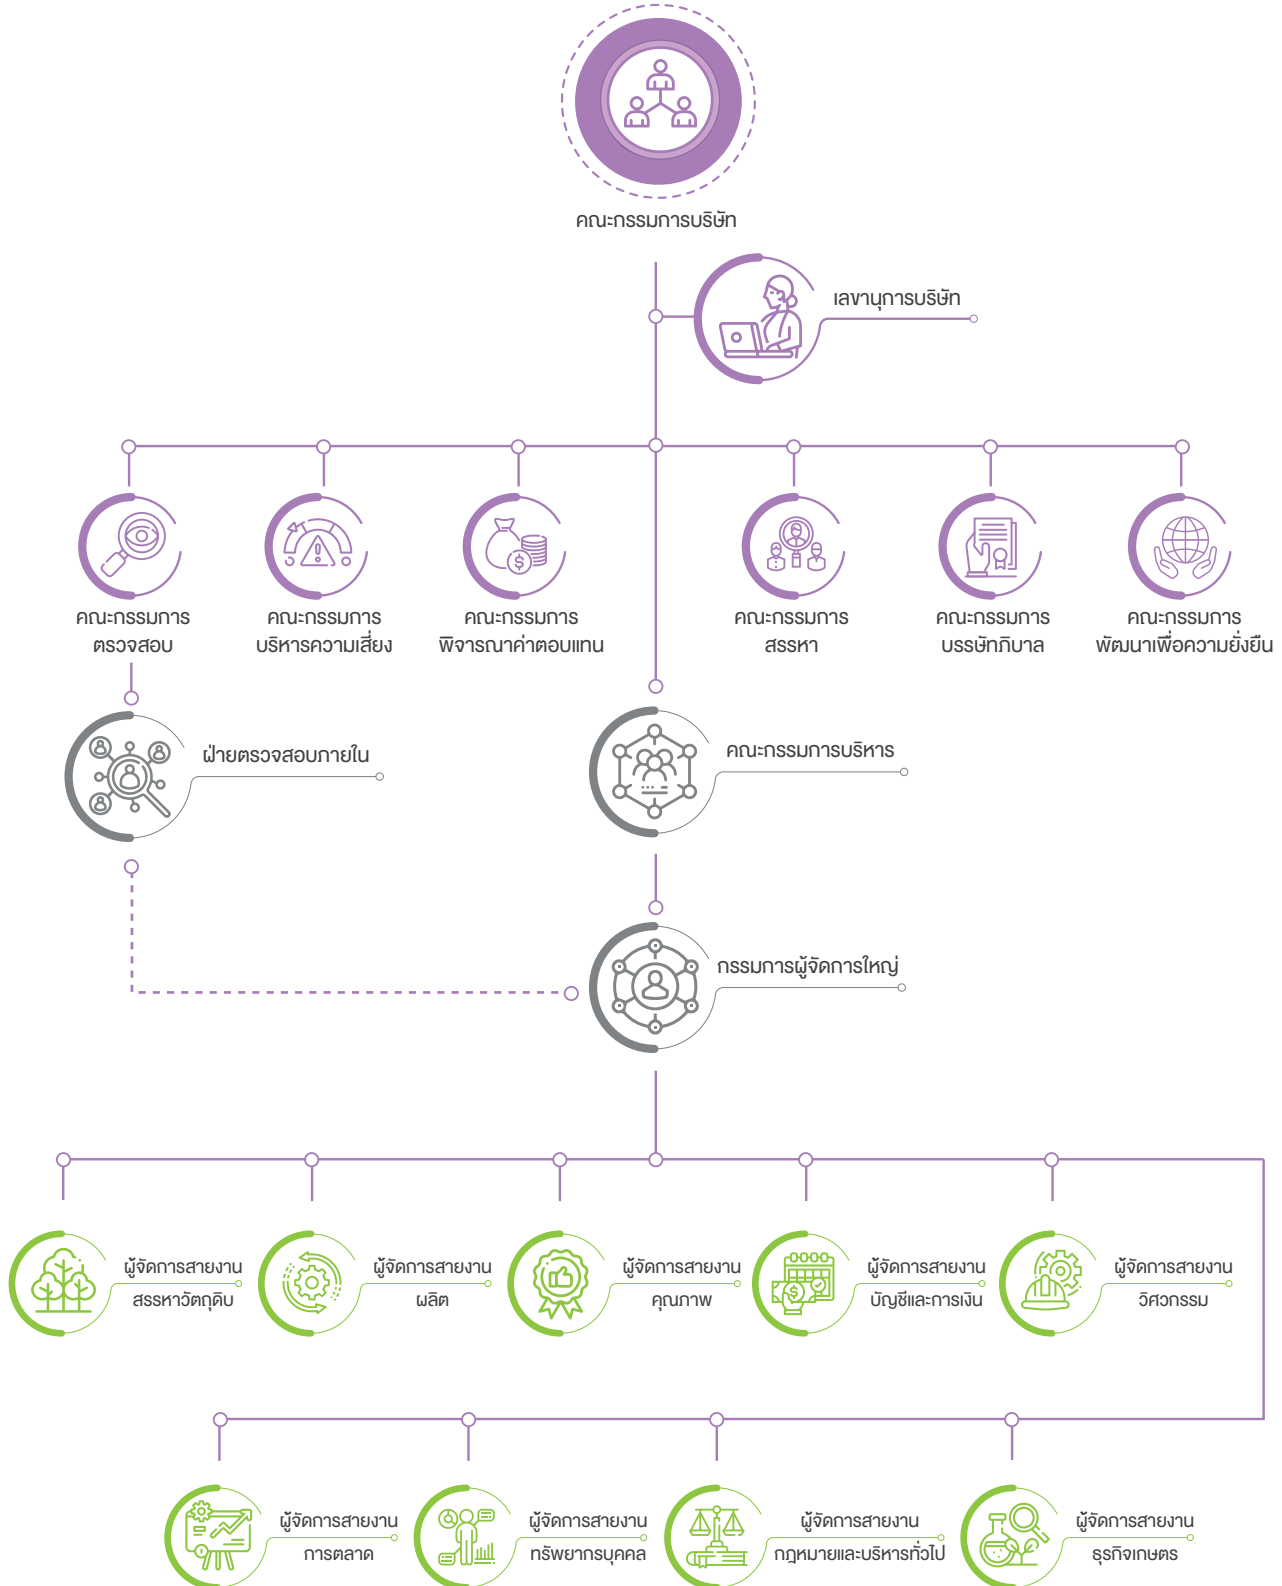 คณะกรรมการบริษัท
เลขานุการบริษัท
คณะกรรมการ
ตรวจสอบ
คณะกรรมการ
บริหารความเสี่ยง
คณะกรรมการ
พิจารณาค่าตอบแทน
คณะกรรมการ
สรรหา
คณะกรรมการ
บรรษัทภิบาล
คณะกรรมการ
พัฒนาเพื่อความยั่งยืน
ฝ่ายตรวจสอบภายใน
คณะกรรมการบริหาร
กรรมการผู้จัดการใหญ่
ผู้จัดการสายงาน
สรรหาวัตถุดิบ
ผู้จัดการสายงาน
ผลิต
ผู้จัดการสายงาน
คุณภาพ
ผู้จัดการสายงาน
บัญชีและการเงิน
ผู้จัดการสายงาน
วิศวกรรม
ผู้จัดการสายงาน
การตลาด
ผู้จัดการสายงาน
ทรัพยากรบุคคล
ผู้จัดการสายงาน
กฎหมายและบริหารทั่วไป
ผู้จัดการสายงาน
ธุรกิจเกษตร